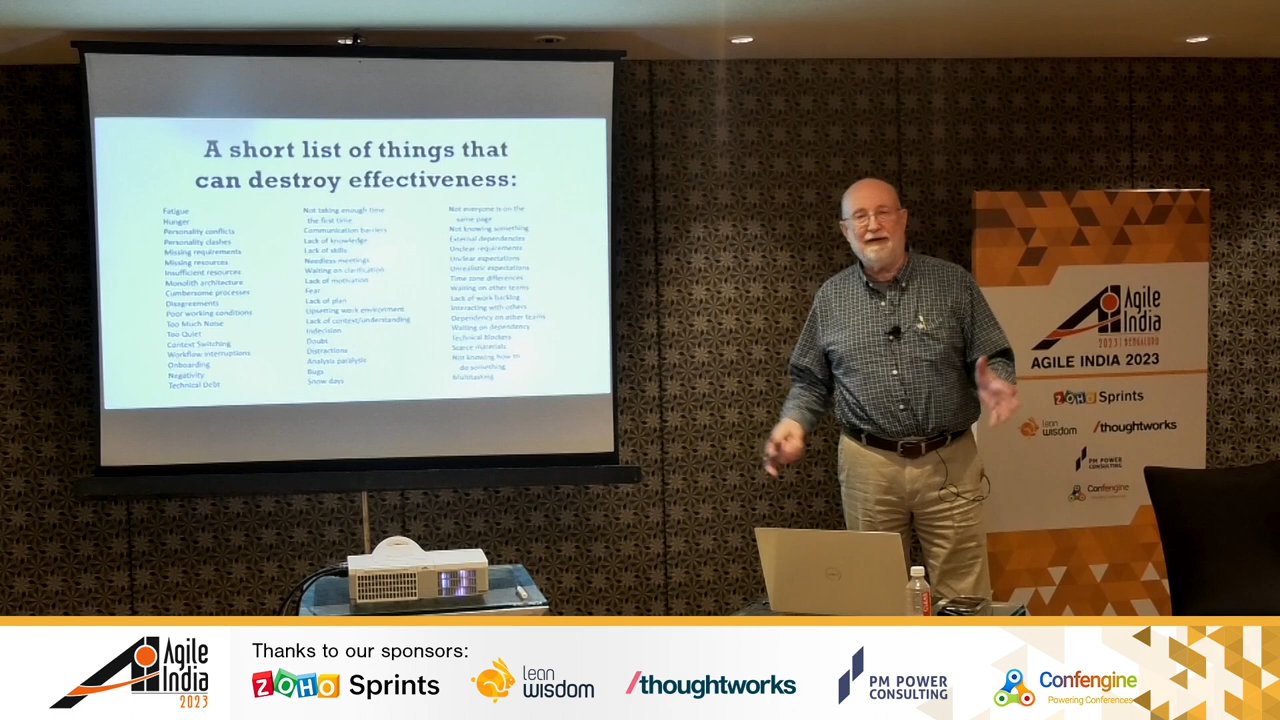 A short list of things that
can destroy effectiveness:
Fatigue
Hunger
Personality conflicts
Personality clashes
Missing requirements
Missing resources
Insufficient resources
Monolith architecture
Cumbersome processes
Disagreements
Poor working conditions
Too Much Noise
Too Quiet
Context Switching
Workflow interruptions
Onboarding
Negativity
Technical Debt
Not taking enough time
the first time
Communication barriers
Lack of knowledge
Lack of skills
Needless meetings
Waiting on clarification
Lack of motivation
Fear
Lack of plan
Upsetting work environment
Lack of context/understanding
Indecision
Doubt
Distractions
Analysis paralysis
Bugs
Snow days
Not everyone is on the
same page
Not knowing something
External dependencies
Unclear requirements
Unclear expectations
Unrealistic expectations
Time zone differences
Waiting on other teams
Lack of work backlog
Interacting with others
Dependency on other teams
Waiting on dependency
Technical blockers
Scarce materials
Not knowing how to
do something
Multitasking
Agile
India
2023 | BENGALURU
AGILE INDIA 2023
ZOHO Sprints
lean
wisdom
/thoughtworks
PM POWER
CONSULTING
Confengine
DELL
Agile
India
2023
Thanks to our sponsors:
ZOHO Sprints
lean
wisdom
/thoughtworks
PM POWER
CONSULTING
Confengine
Powering Conferences